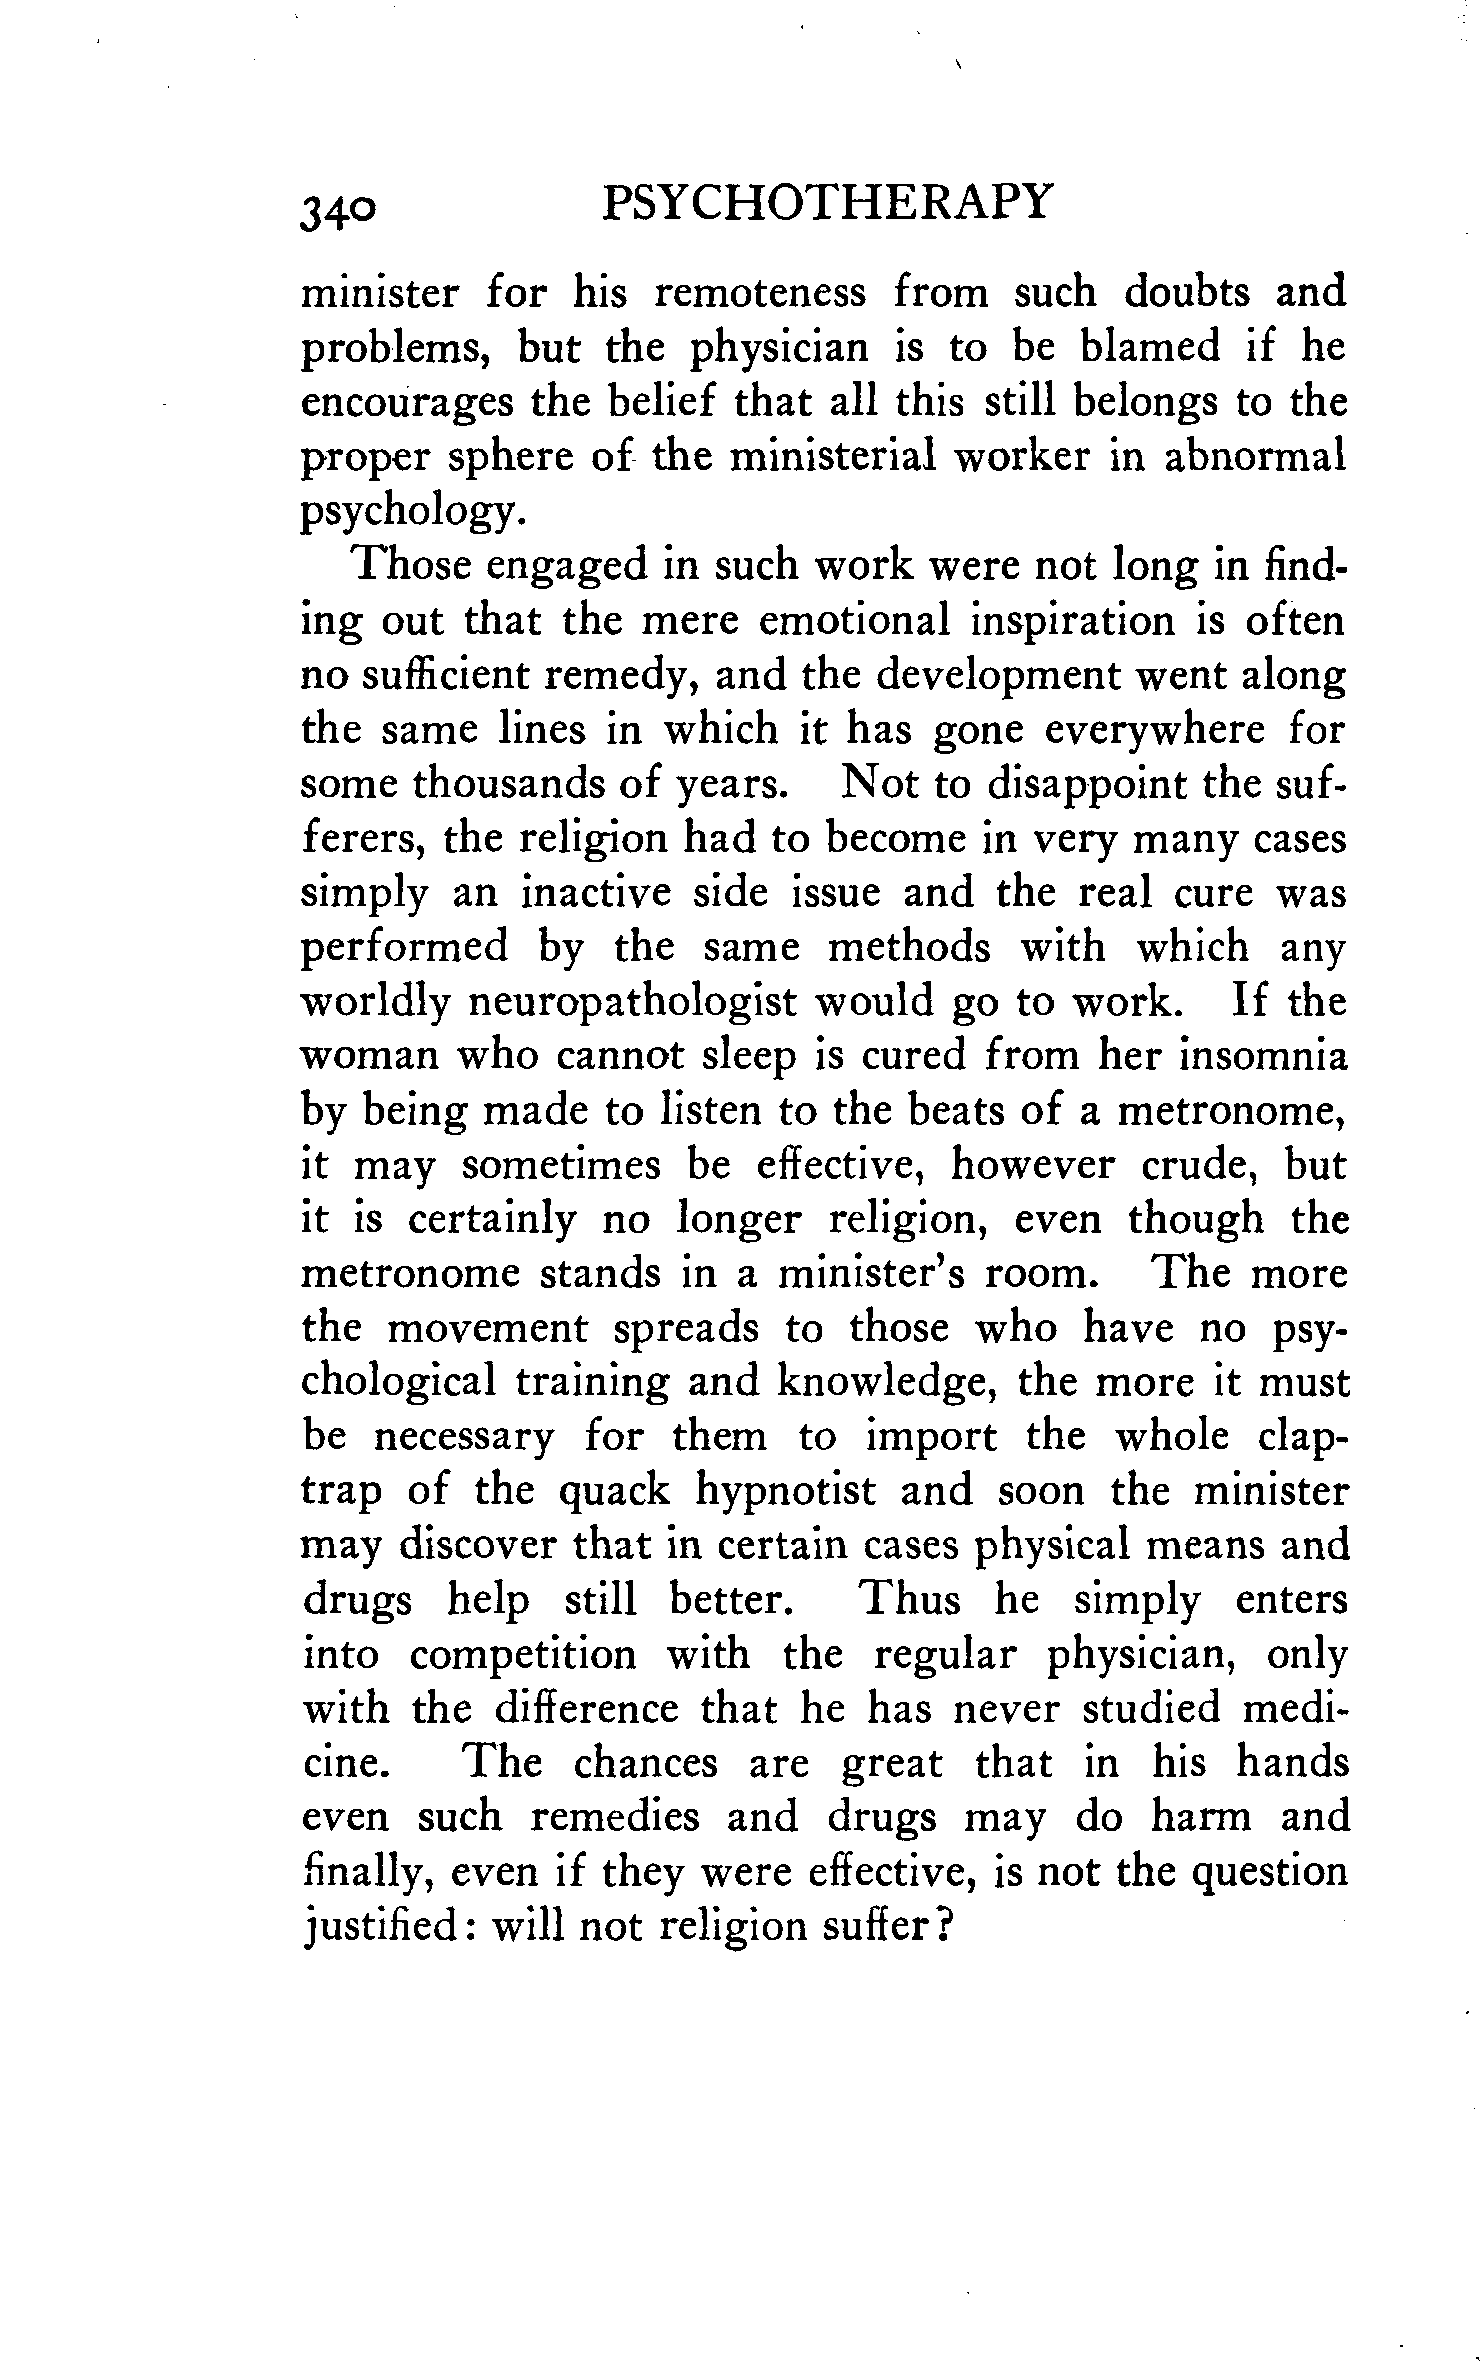 340 PSYCHOTHERAPY
minister for his remoteness from such doubts and
problems, but the physician is to be blamed if he
encourages the belief that all this still belongs to the
proper sphere of the ministerial worker in abnormal
psychology.
Those engaged in such work were not long in find-
ing out that the mere emotional inspiration is often
no sufficient remedy, and the development went along
the same lines in which it has gone everywhere for
some thousands of years. Not to disappoint the suf-
ferers, the religion had to become in very many cases
simply an inactive side issue and the real cure was
performed by the same methods with which any
worldly neuropathologist would go to work. If the
woman who cannot sleep is cured from her insomnia
by being made to listen to the beats of a metronome,
it may sometimes be effective, however crude, but
it is certainly no longer religion, even though the
metronome stands in a minister's room. The more
the movement spreads to those who have no psy-
chological training and knowledge, the more it must
be necessary for them to import the whole clap-
trap of the quack hypnotist and soon the minister
may discover that in certain cases physical means and
drugs help still better. Thus he simply enters
into competition with the regular physician, only
with the difference that he has never studied medi-
cine. The chances are great that in his hands
even such remedies and drugs may do harm and
finally, even if they were effective, is not the question
justified: will not religion suffer?